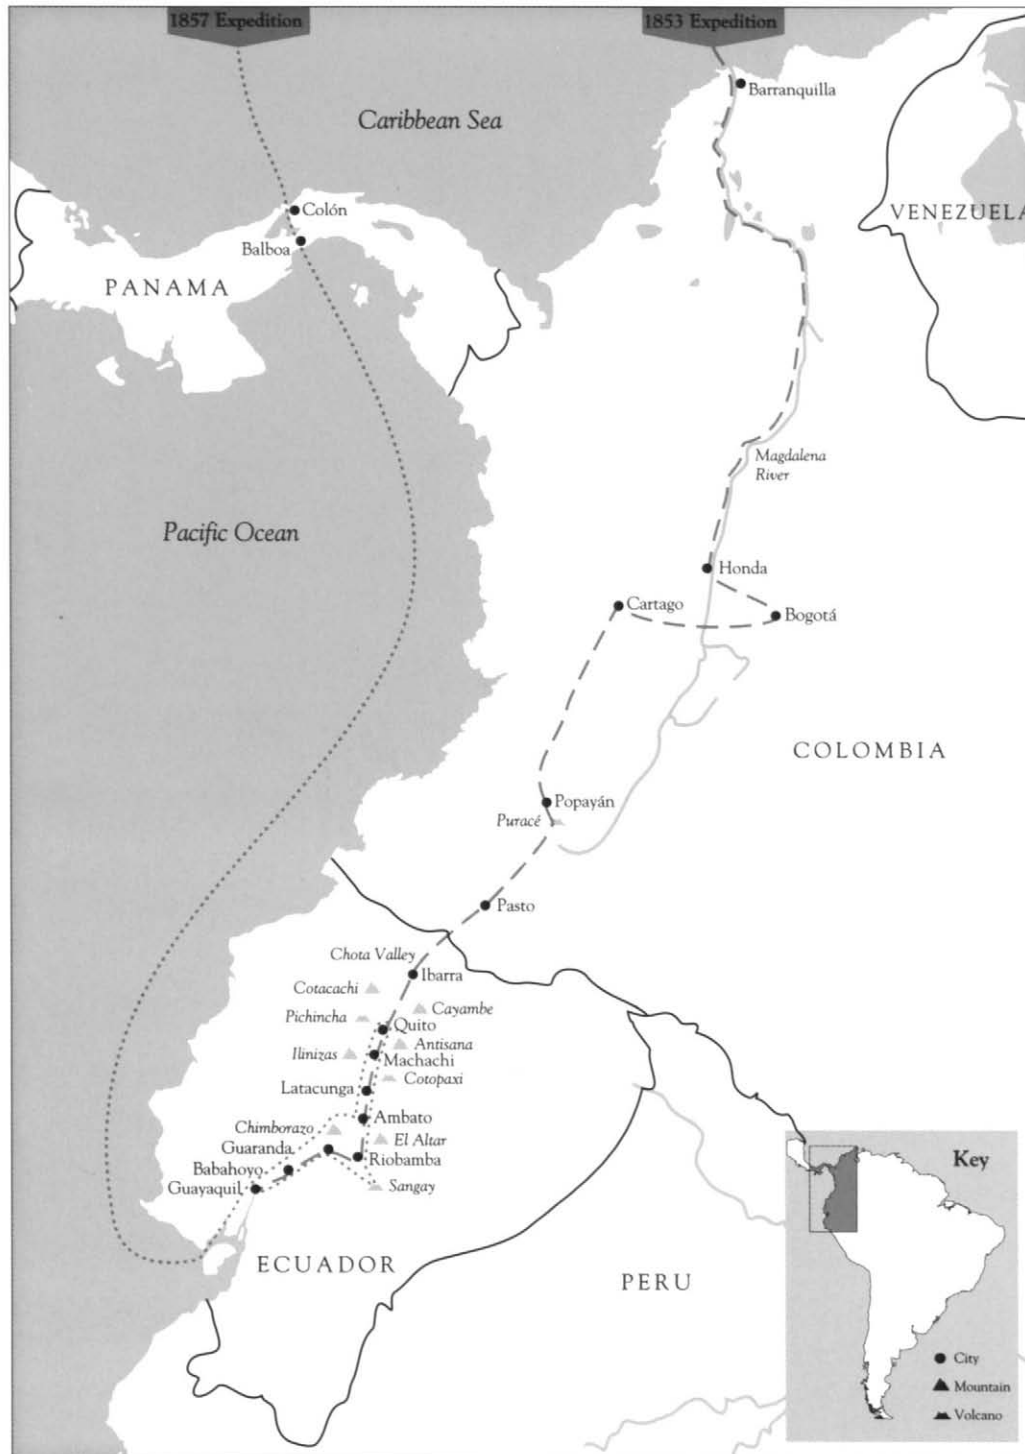 1857 Expedition
1853 Expedition
Barranquilla
Caribbean Sea
VENEZUELA
Colón
Balboa
PANAMA
Magdalena
River
Pacific Ocean
Honda
Cartago
Bogotá
COLOMBIA
Popayán
Puracé
Pasto
Chota Valley
Ibarra
Cotacachi
Cayambe
Pichincha
Quito
Antisana
Ilinizas
Machachi
Cotopaxi
Latacunga
Ambato
Chimborazo
El Altar
Guaranda
Riobamba
Babahoyo
Guayaquil
Sangay
ECUADOR
PERU
Key
City
Mountain
Volcano